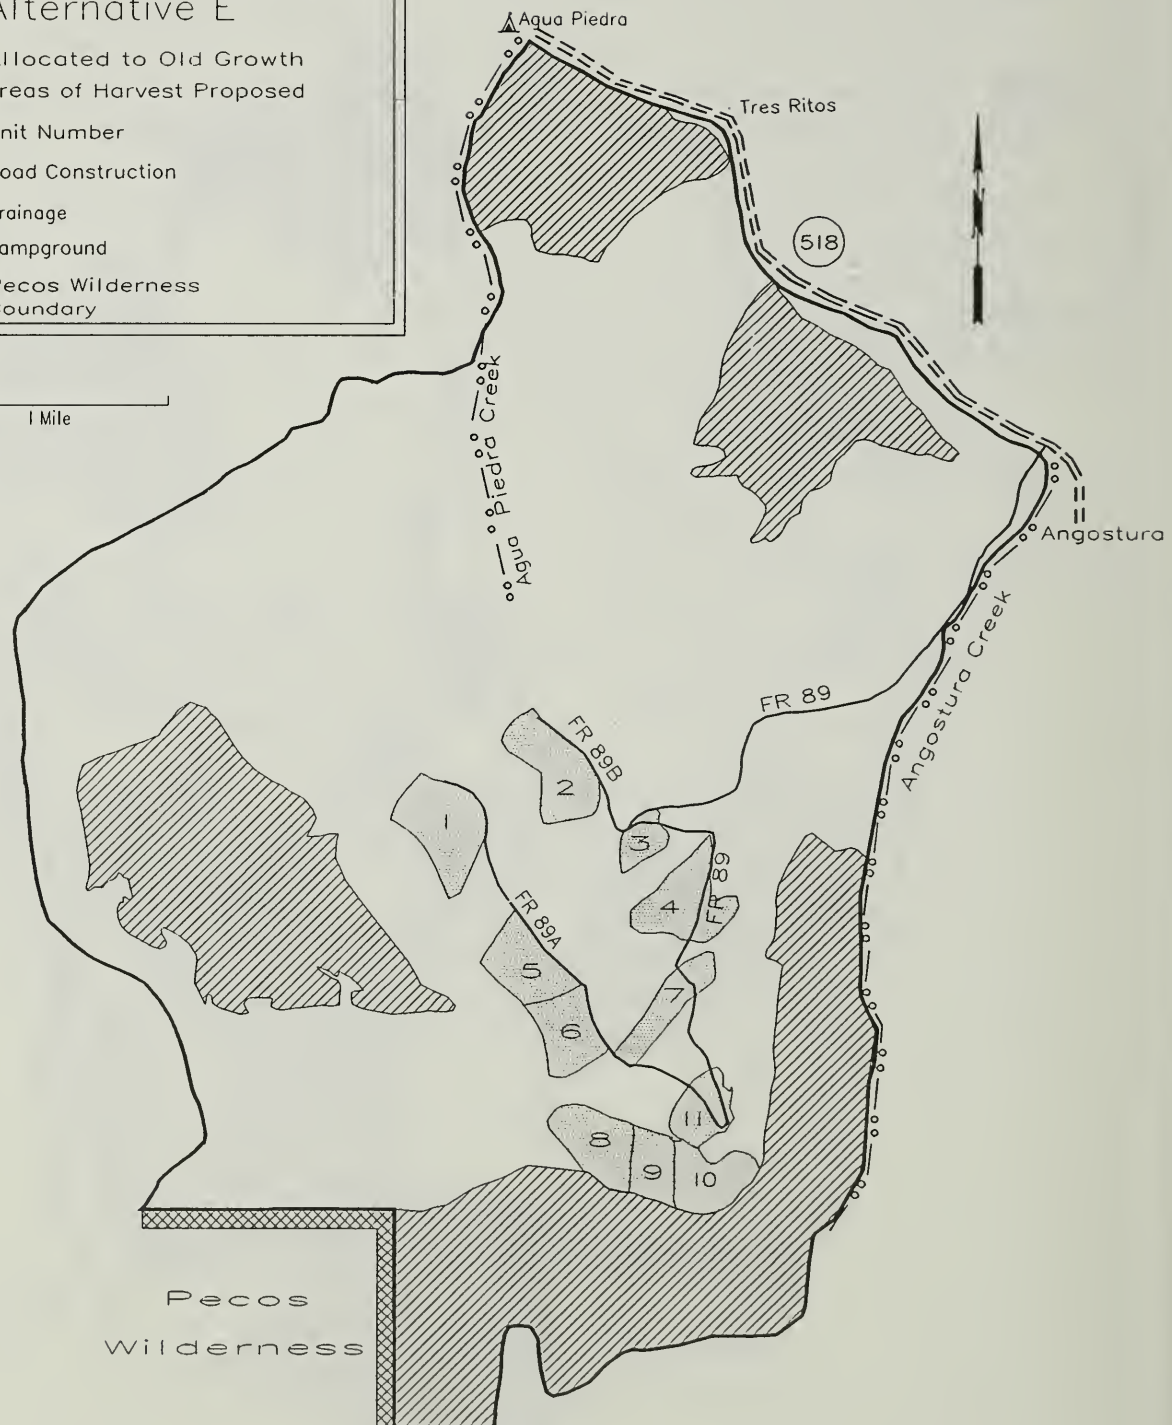 Alternative E
llocated to Old Growth
reas of Harvest Proposed
nit Number
oad Construction
rainage
ampground
Pecos Wilderness
oundary
1 Mile
Agua Piedra
Tres Ritos
N
518
Agua Piedra Creek
Angostura
Angostura Creek
FR 89
FR 89B
2
1
3
FR 89
4
FR 89A
5
7
6
11
8
9
10
Pecos
Wilderness